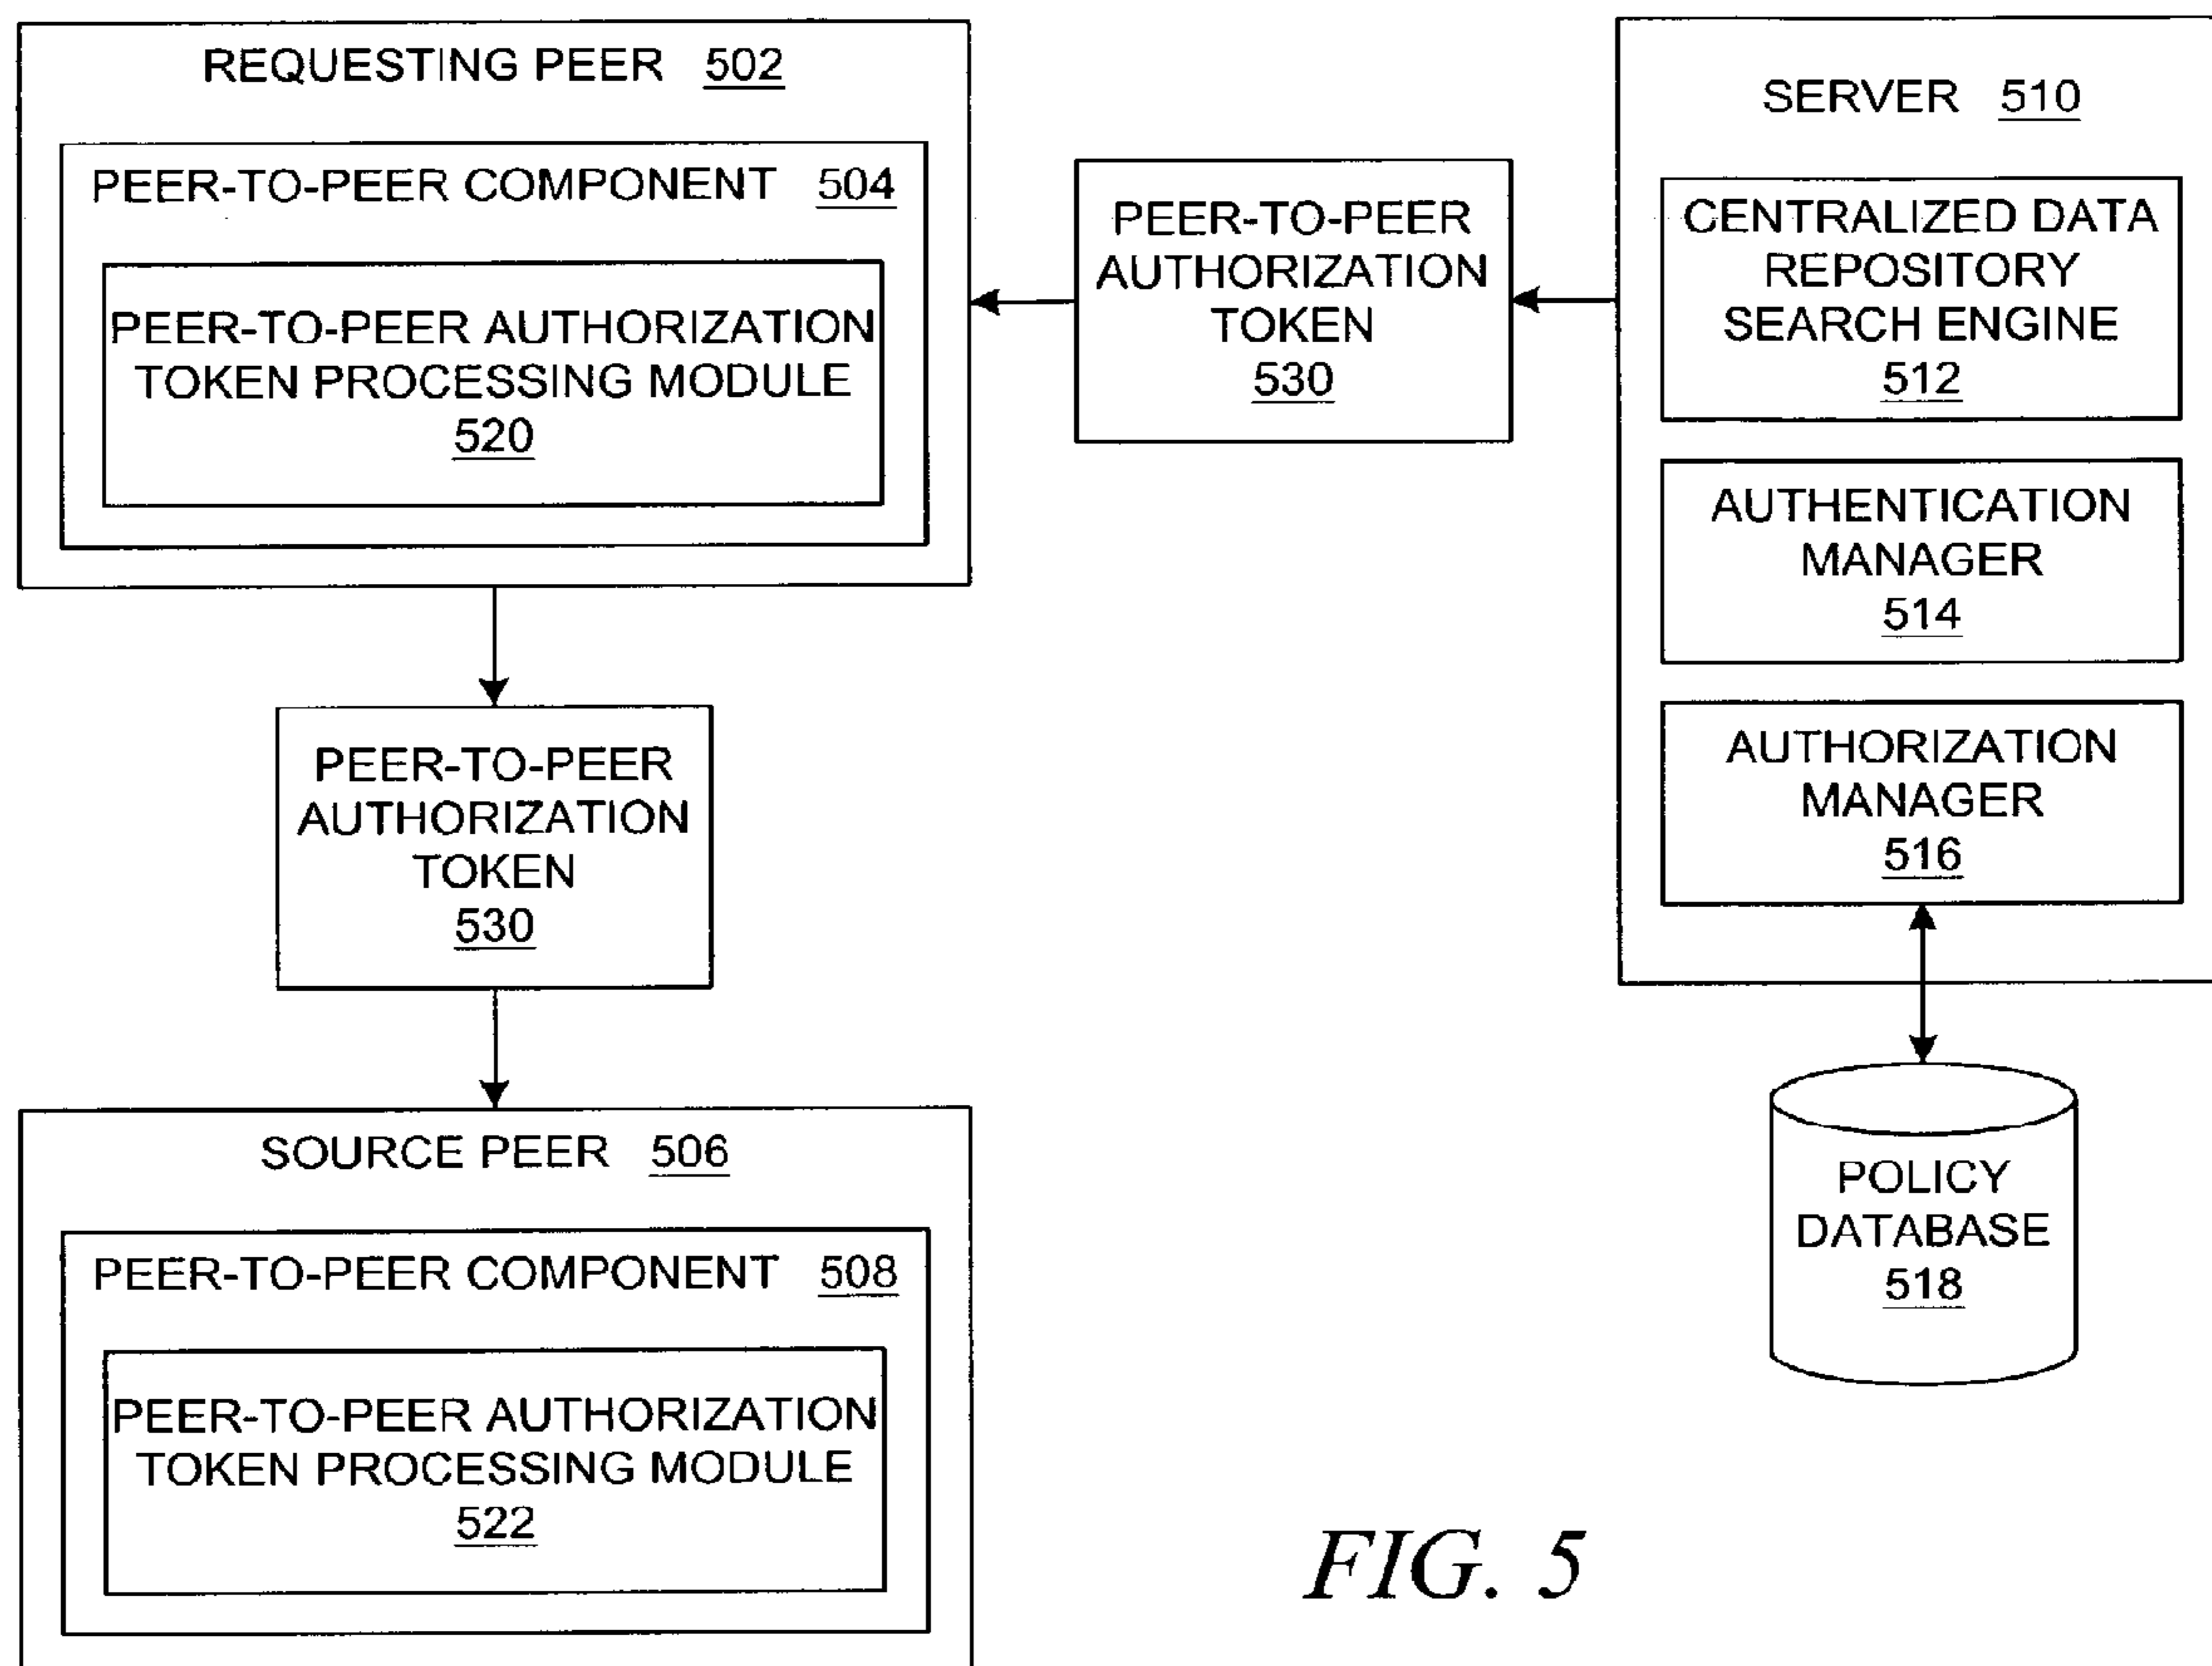 REQUESTING PEER 502
PEER-TO-PEER COMPONENT 504
PEER-TO-PEER AUTHORIZATION
TOKEN PROCESSING MODULE
520
PEER-TO-PEER
AUTHORIZATION
TOKEN
530
SERVER 510
CENTRALIZED DATA
REPOSITORY
SEARCH ENGINE
512
AUTHENTICATION
MANAGER
514
AUTHORIZATION
MANAGER
516
PEER-TO-PEER
AUTHORIZATION
TOKEN
530
SOURCE PEER 506
PEER-TO-PEER COMPONENT 508
PEER-TO-PEER AUTHORIZATION
TOKEN PROCESSING MODULE
522
POLICY
DATABASE
518
FIG. 5